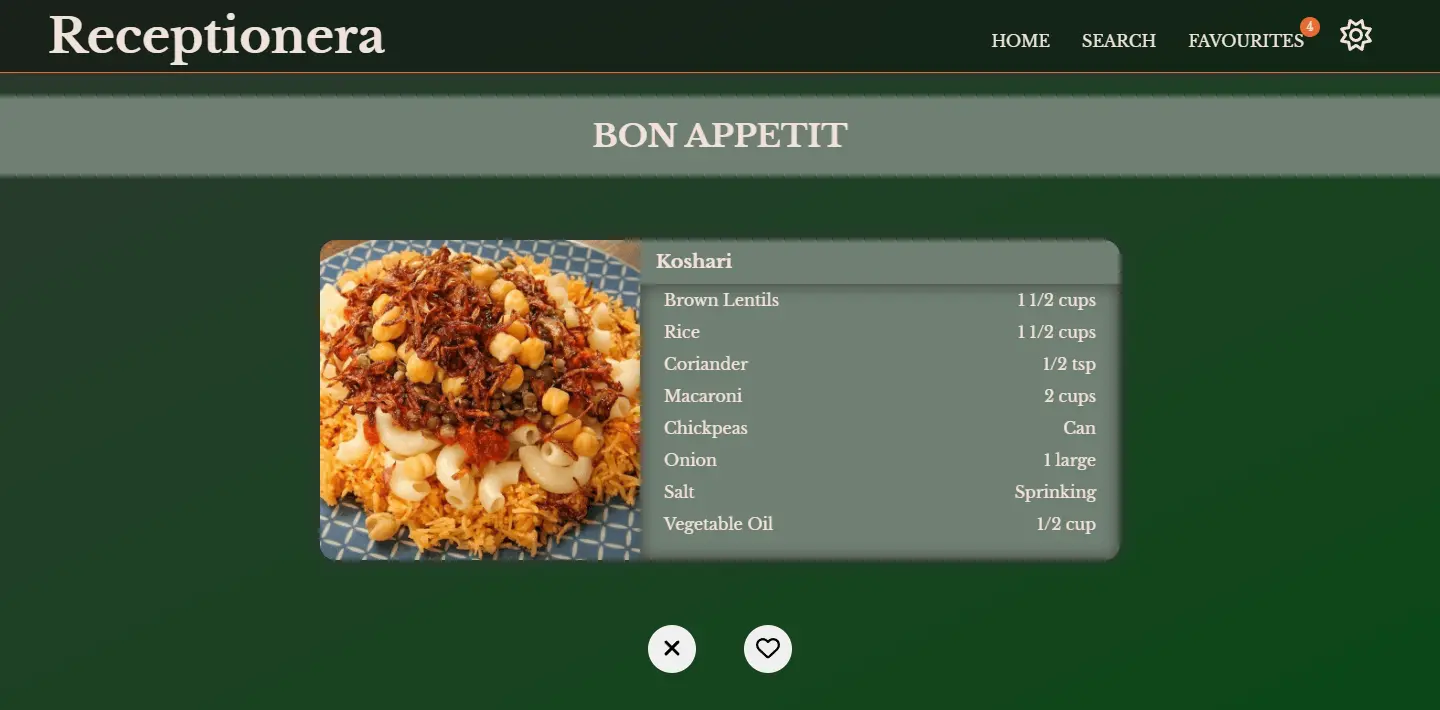 Receptionera
HOME SEARCH FAVOURITES 4
BON APPETIT
Koshari
Brown Lentils 1 1/2 cups
Rice 1 1/2 cups
Coriander 1/2 tsp
Macaroni 2 cups
Chickpeas Can
Onion 1 large
Salt Sprinking
Vegetable Oil 1/2 cup